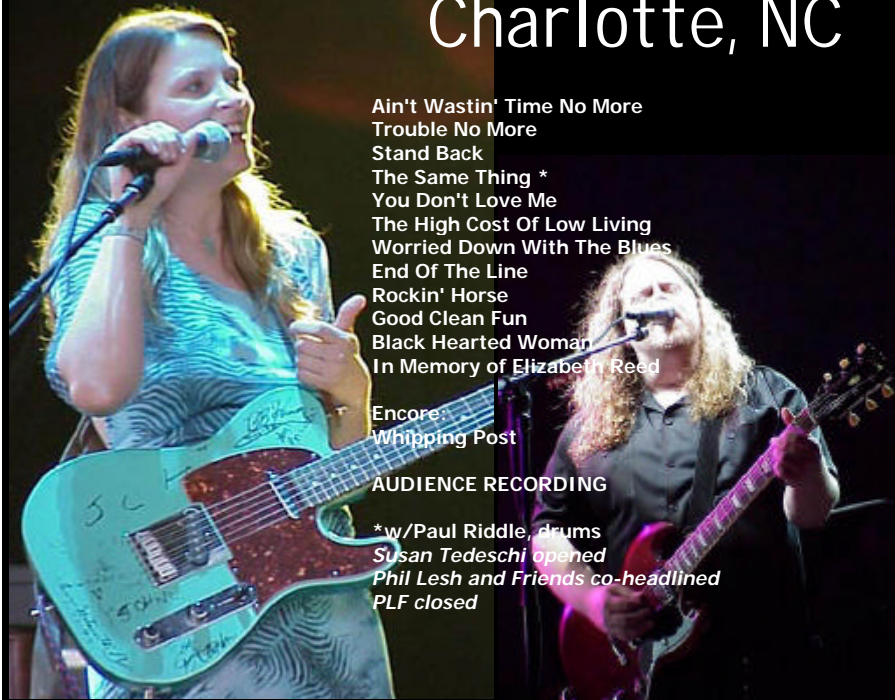 Charlotte, NC
Ain't Wastin' Time No More
Trouble No More
Stand Back
The Same Thing *
You Don't Love Me
The High Cost Of Low Living
Worried Down With The Blues
End Of The Line
Rockin' Horse
Good Clean Fun
Black Hearted Woman
In Memory of Elizabeth Reed
Encore:
Whipping Post
AUDIENCE RECORDING
*w/Paul Riddle, drums
Susan Tedeschi opened
Phil Lesh and Friends co-headlined
PLF closed